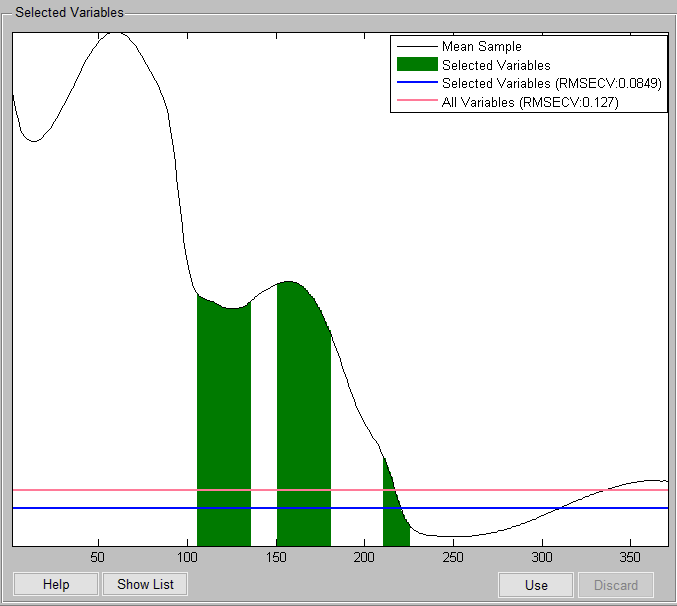 Selected Variables
Mean Sample
Selected Variables
Selected Variables (RMSECV:0.0849)
All Variables (RMSECV:0.127)
50 100 150 200 250 300 350
Help Show List Use Discard